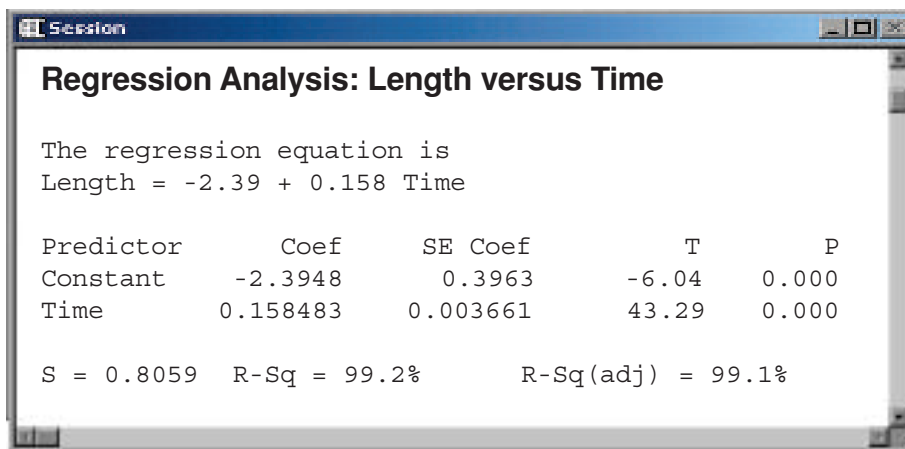 Session
Regression Analysis: Length versus Time
The regression equation is
Length = -2.39 + 0.158 Time
Predictor Coef SE Coef T P
Constant -2.3948 0.3963 -6.04 0.000
Time 0.158483 0.003661 43.29 0.000
S = 0.8059 R-Sq = 99.2% R-Sq(adj) = 99.1%